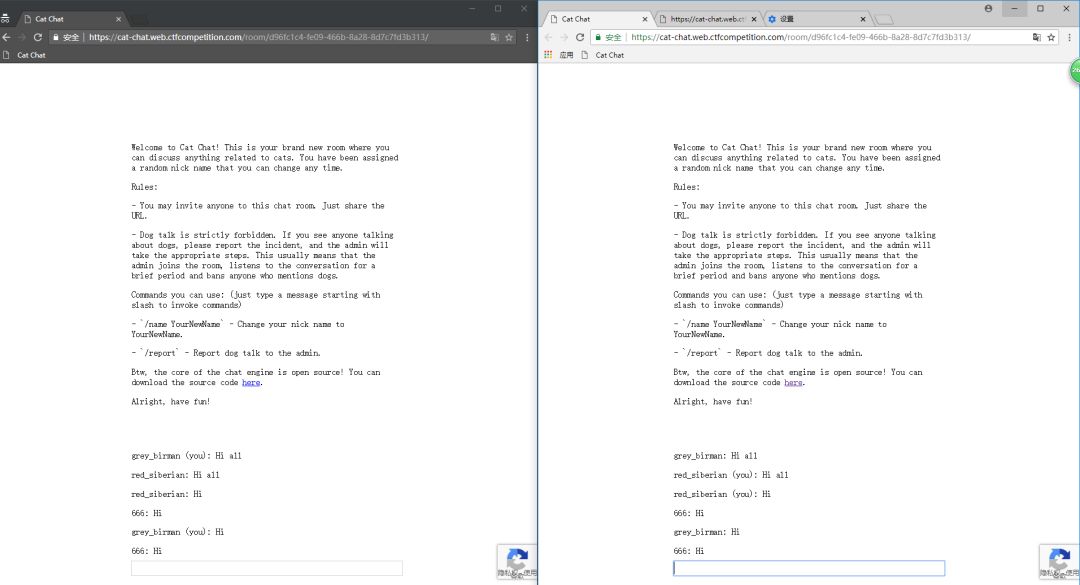 Cat Chat
安全 | https://cat-chat.web.ctfcompetition.com/room/d96fc1c4-fe09-466b-8a28-8d7c7fd3b313/
Cat Chat
Welcome to Cat Chat! This is your brand new room where you
can discuss anything related to cats. You have been assigned
a random nick name that you can change any time.
Rules:
- You may invite anyone to this chat room. Just share the
URL.
- Dog talk is strictly forbidden. If you see anyone talking
about dogs, please report the incident, and the admin will
take the appropriate steps. This usually means that the
admin joins the room, listens to the conversation for a
brief period and bans anyone who mentions dogs.
Commands you can use: (just type a message starting with
slash to invoke commands)
- `/name YourNewName` - Change your nick name to
YourNewName.
- `/report` - Report dog talk to the admin.
Btw, the core of the chat engine is open source! You can
download the source code here.
Alright, have fun!
grey_birman (you): Hi all
red_siberian: Hi all
red_siberian: Hi
666: Hi
grey_birman (you): Hi
666: Hi
Cat Chat
https://cat-chat.web.ctf
设置
安全 | https://cat-chat.web.ctfcompetition.com/room/d96fc1c4-fe09-466b-8a28-8d7c7fd3b313/
应用 Cat Chat
Welcome to Cat Chat! This is your brand new room where you
can discuss anything related to cats. You have been assigned
a random nick name that you can change any time.
Rules:
- You may invite anyone to this chat room. Just share the
URL.
- Dog talk is strictly forbidden. If you see anyone talking
about dogs, please report the incident, and the admin will
take the appropriate steps. This usually means that the
admin joins the room, listens to the conversation for a
brief period and bans anyone who mentions dogs.
Commands you can use: (just type a message starting with
slash to invoke commands)
- `/name YourNewName` - Change your nick name to
YourNewName.
- `/report` - Report dog talk to the admin.
Btw, the core of the chat engine is open source! You can
download the source code here.
Alright, have fun!
grey_birman: Hi all
red_siberian (you): Hi all
red_siberian (you): Hi
666: Hi
grey_birman: Hi
666: Hi